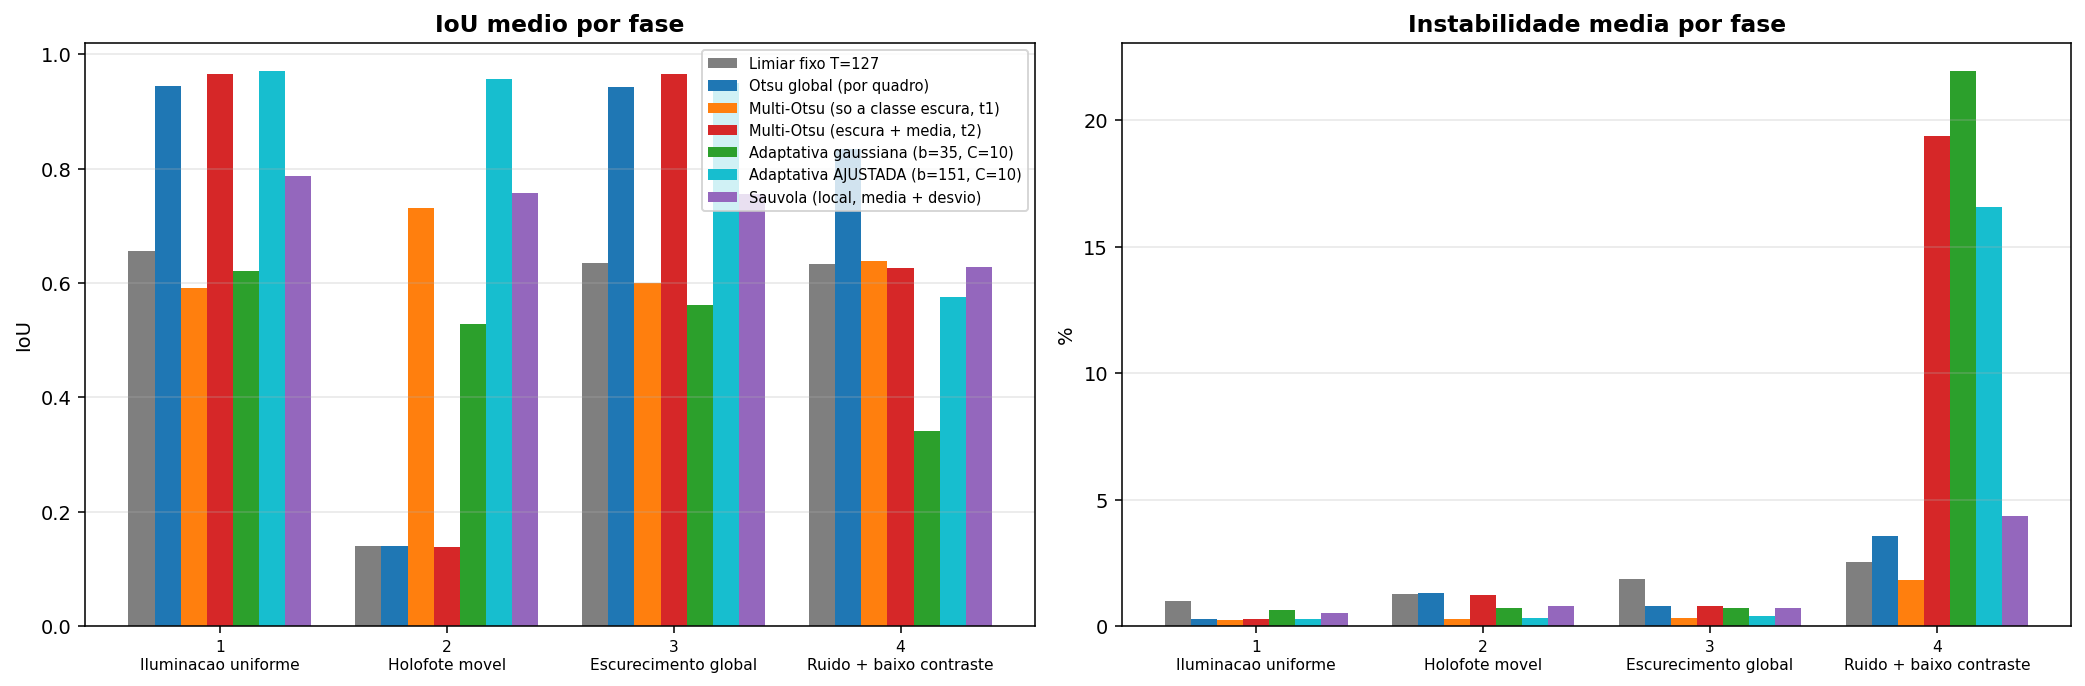 IoU medio por fase
IoU
1.0
0.8
0.6
0.4
0.2
0.0
Limiar fixo T=127
Otsu global (por quadro)
Multi-Otsu (so a classe escura, t1)
Multi-Otsu (escura + media, t2)
Adaptativa gaussiana (b=35, C=10)
Adaptativa AJUSTADA (b=151, C=10)
Sauvola (local, media + desvio)
1
Iluminacao uniforme
2
Holofote movel
3
Escurecimento global
4
Ruido + baixo contraste
Instabilidade media por fase
%
20
15
10
5
0
1
Iluminacao uniforme
2
Holofote movel
3
Escurecimento global
4
Ruido + baixo contraste